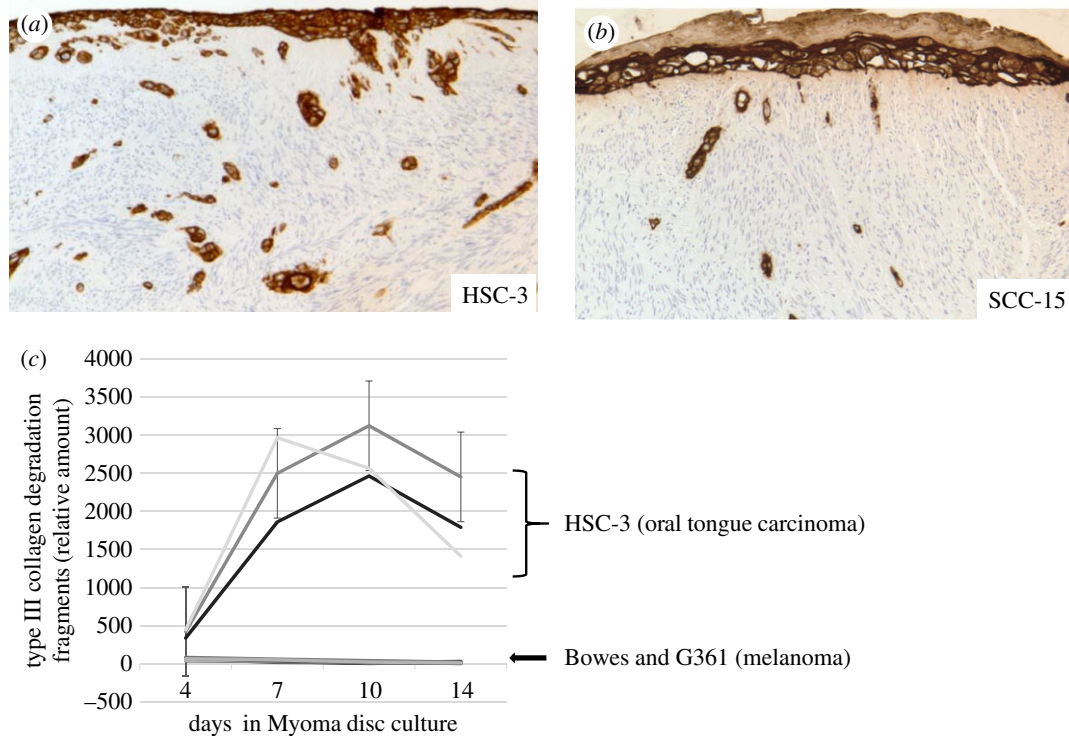 (a)
HSC-3
(b)
SCC-15
(c)
type III collagen degradation
fragments (relative amount)
4000
3500
3000
2500
2000
1500
1000
500
0
–500
4 7 10 14
days in Myoma disc culture
HSC-3 (oral tongue carcinoma)
Bowes and G361 (melanoma)